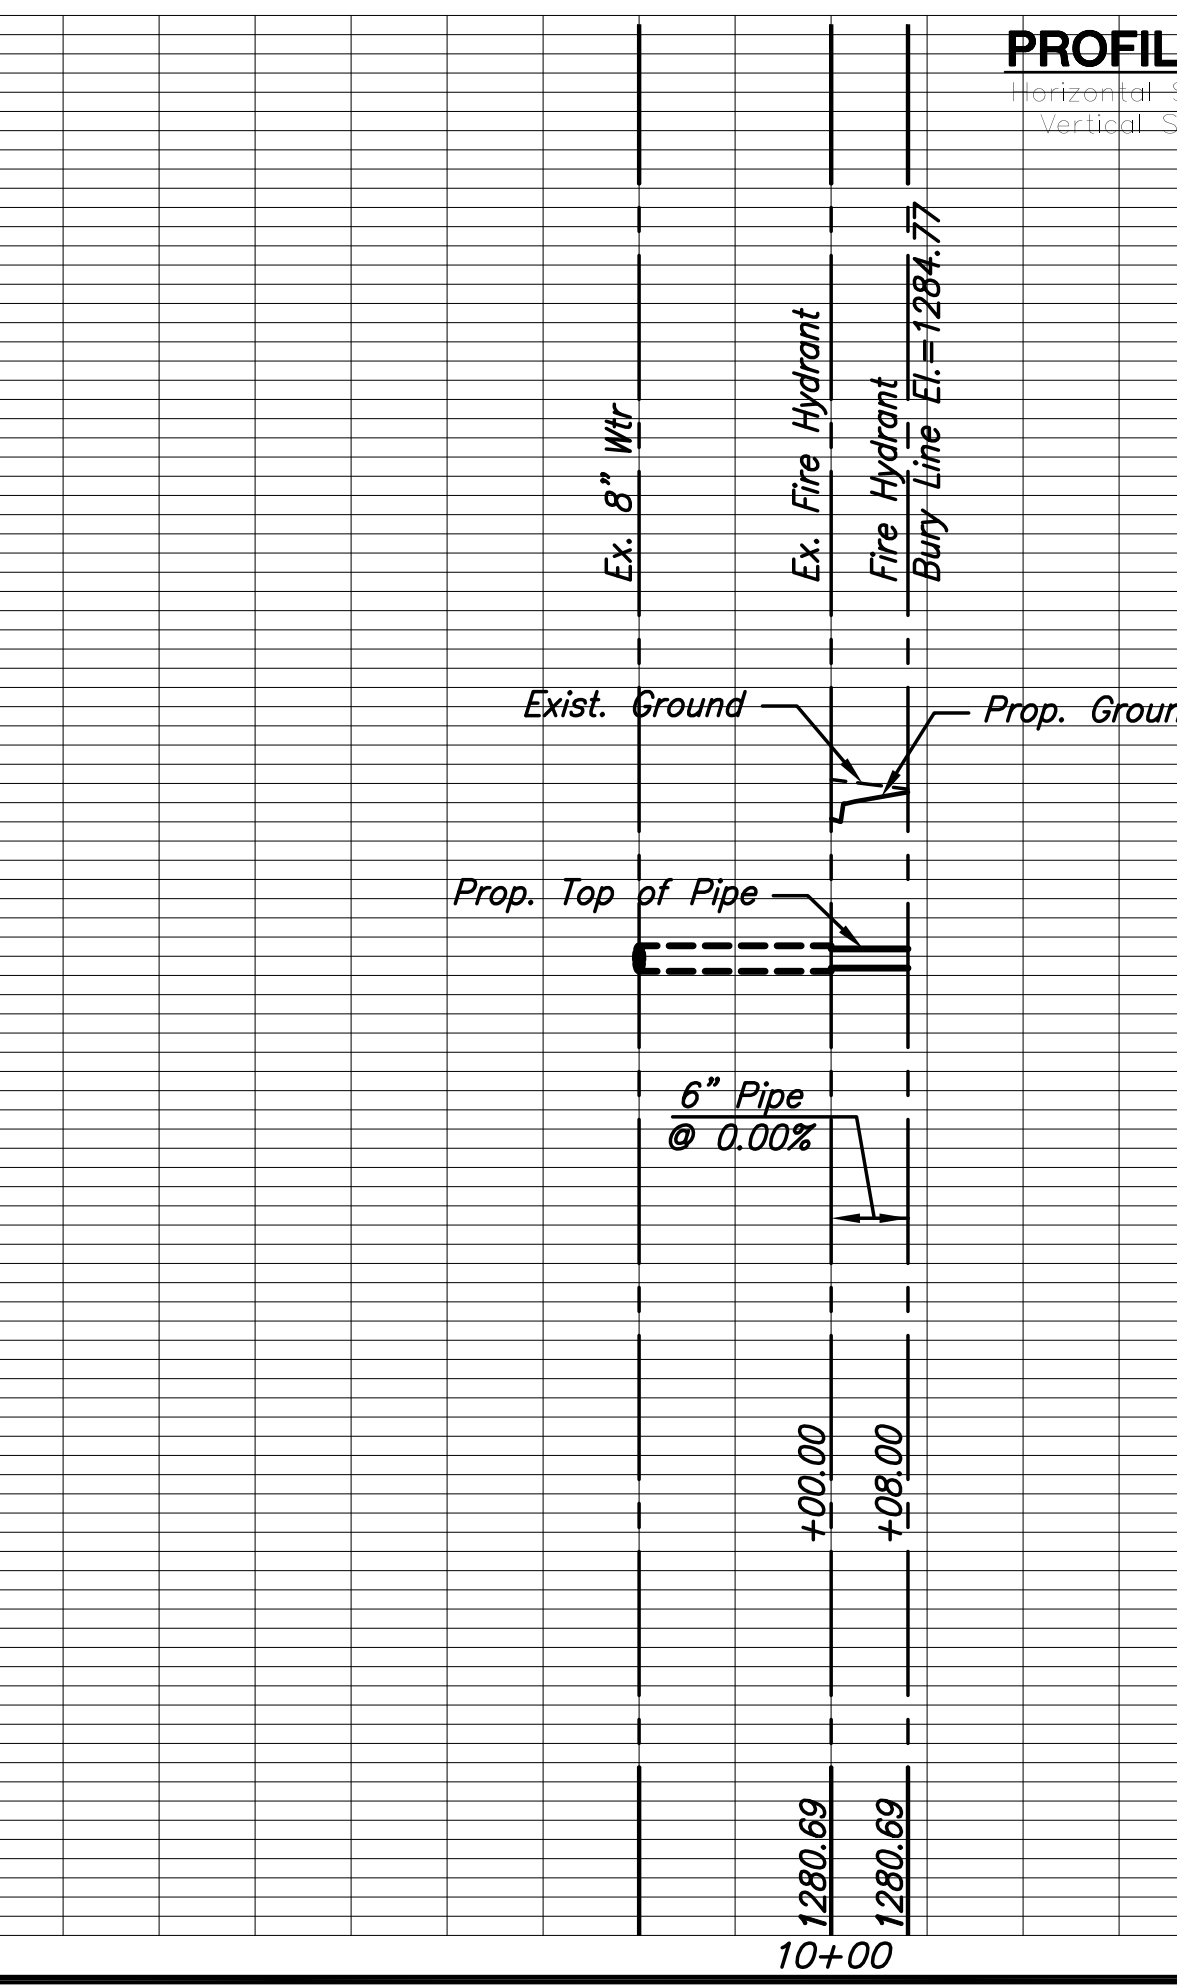 PROFIL
Horizontal S
Vertical S
Ex. 8" Wtr
Ex. Fire Hydrant
Fire Hydrant
Bury Line El.=1284.77
Exist. Ground
Prop. Groun
Prop. Top of Pipe
6" Pipe
@ 0.00%
+00.00
+08.00
1280.69
1280.69
10+00